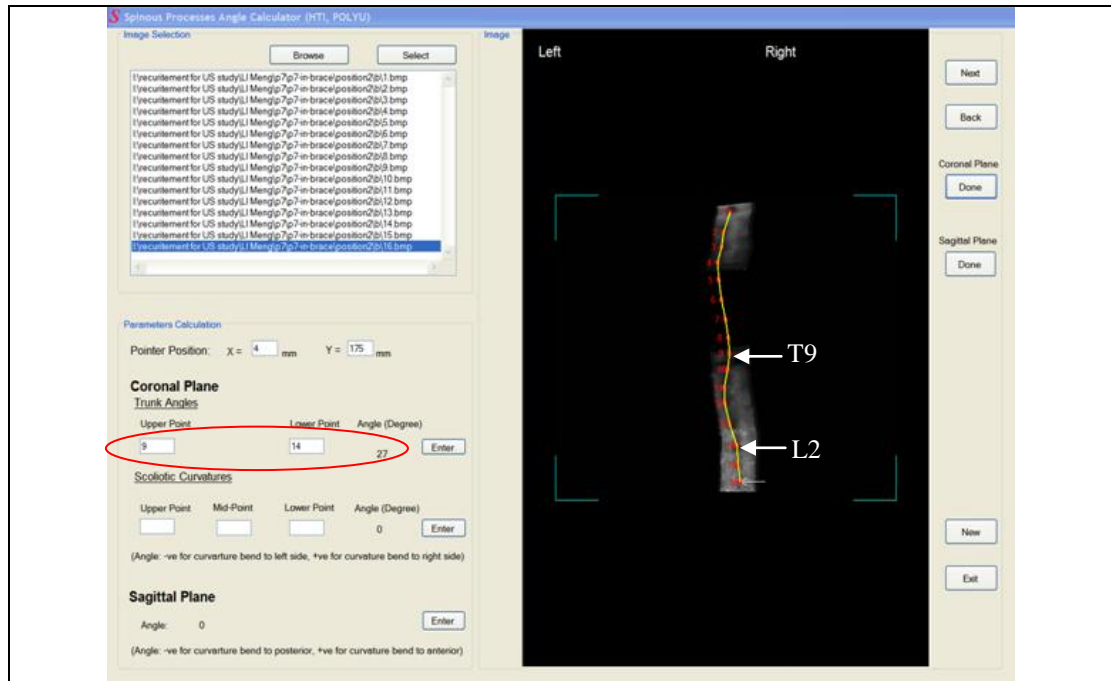 Spinous Processes Angle Calculator (HTI, POLYU)
Image Selection
Browse Select
I:\recuritement for US study\LI Meng\p7\p7-in-brace\position2\b\1.bmp
I:\recuritement for US study\LI Meng\p7\p7-in-brace\position2\b\2.bmp
I:\recuritement for US study\LI Meng\p7\p7-in-brace\position2\b\3.bmp
I:\recuritement for US study\LI Meng\p7\p7-in-brace\position2\b\4.bmp
I:\recuritement for US study\LI Meng\p7\p7-in-brace\position2\b\5.bmp
I:\recuritement for US study\LI Meng\p7\p7-in-brace\position2\b\6.bmp
I:\recuritement for US study\LI Meng\p7\p7-in-brace\position2\b\7.bmp
I:\recuritement for US study\LI Meng\p7\p7-in-brace\position2\b\8.bmp
I:\recuritement for US study\LI Meng\p7\p7-in-brace\position2\b\9.bmp
I:\recuritement for US study\LI Meng\p7\p7-in-brace\position2\b\10.bmp
I:\recuritement for US study\LI Meng\p7\p7-in-brace\position2\b\11.bmp
I:\recuritement for US study\LI Meng\p7\p7-in-brace\position2\b\12.bmp
I:\recuritement for US study\LI Meng\p7\p7-in-brace\position2\b\13.bmp
I:\recuritement for US study\LI Meng\p7\p7-in-brace\position2\b\14.bmp
I:\recuritement for US study\LI Meng\p7\p7-in-brace\position2\b\15.bmp
I:\recuritement for US study\LI Meng\p7\p7-in-brace\position2\b\16.bmp
Parameters Calculation
Pointer Position: X = 4 mm Y = 175 mm
Coronal Plane
Trunk Angles
Upper Point Lower Point Angle (Degree)
9 14 27 Enter
Scoliotic Curvatures
Upper Point Mid-Point Lower Point Angle (Degree)
0 Enter
(Angle: -ve for curvarture bend to left side, +ve for curvature bend to right side)
Sagittal Plane
Angle: 0 Enter
(Angle: -ve for curvarture bend to posterior, +ve for curvature bend to anterior)
Image
Left Right
4
5
6
7
8
T9
L2
Next
Back
Coronal Plane
Done
Sagittal Plane
Done
New
Exit